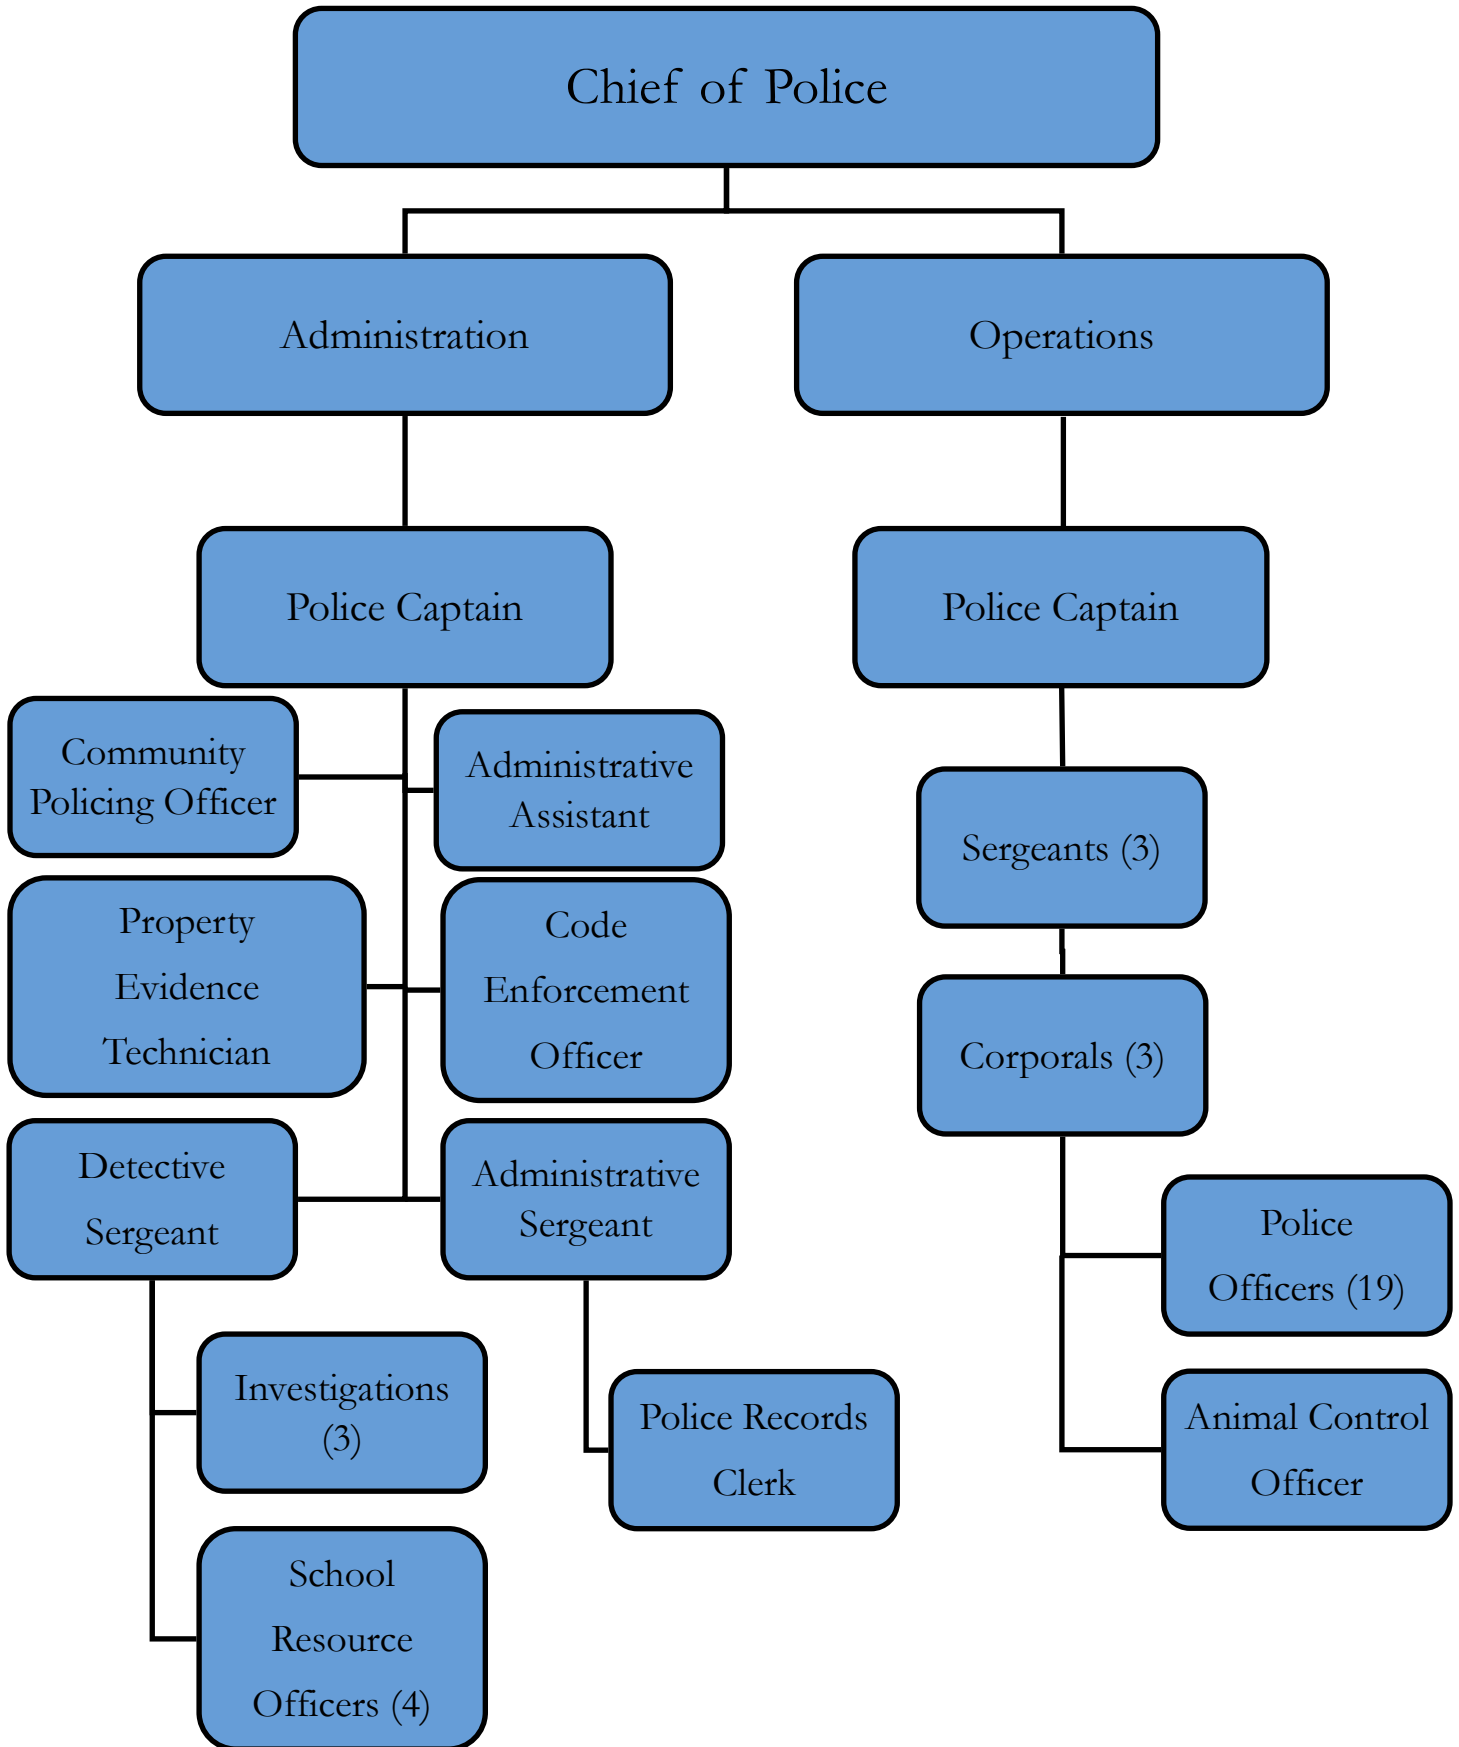 Chief of Police
Administration
Operations
Police Captain
Police Captain
Community
Policing Officer
Administrative
Assistant
Sergeants (3)
Property
Evidence
Technician
Code
Enforcement
Officer
Corporals (3)
Detective
Sergeant
Administrative
Sergeant
Police
Officers (19)
Investigations
(3)
Police Records
Clerk
Animal Control
Officer
School
Resource
Officers (4)